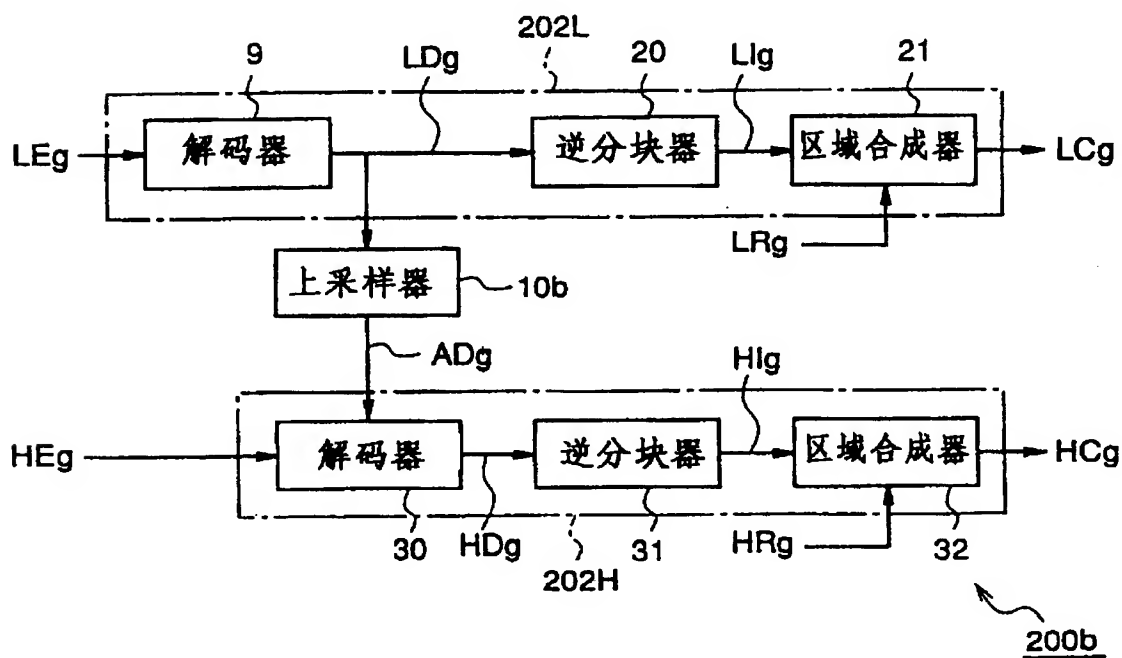 202L
9 LDg 20 LIg 21
LEg 解码器 逆分块器 区域合成器 LCg
LRg
上采样器 10b
ADg
HIg
HEg 解码器 逆分块器 区域合成器 HCg
30 HDg 31 HRg 32
202H
200b